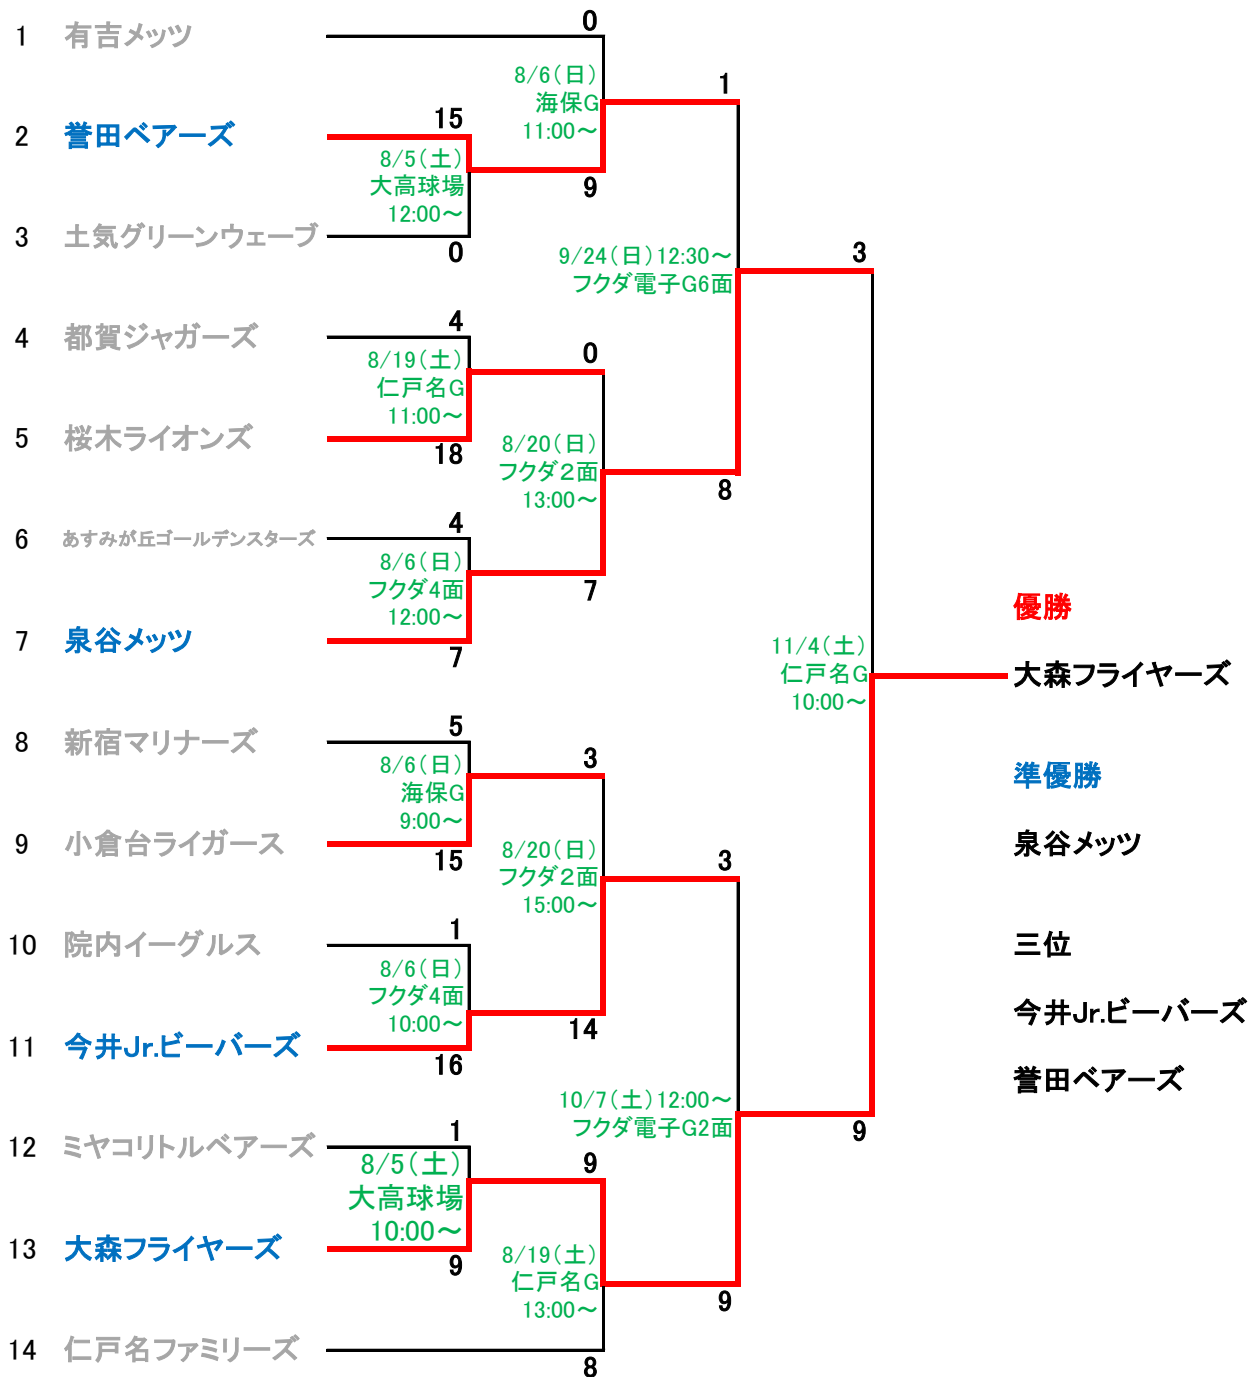 0
1 有吉メッツ
8/6(日)
海保G
11:00～
1
15
2 誉田ベアーズ
8/5(土)
大高球場
12:00～
9
3 土気グリーンウェーブ
0
9/24(日)12:30～
フクダ電子G6面
3
4 都賀ジャガーズ
4
8/19(土)
仁戸名G
11:00～
0
5 桜木ライオンズ
18
8/20(日)
フクダ2面
13:00～
8
6 あすみが丘ゴールデンスターズ
4
8/6(日)
フクダ4面
12:00～
7
7 泉谷メッツ
7
11/4(土)
仁戸名G
10:00～
優勝
大森フライヤーズ
8 新宿マリナーズ
5
8/6(日)
海保G
9:00～
3
準優勝
泉谷メッツ
9 小倉台ライガース
15
8/20(日)
フクダ2面
15:00～
3
10 院内イーグルス
1
8/6(日)
フクダ4面
10:00～
14
三位
今井Jr.ビーバーズ
誉田ベアーズ
11 今井Jr.ビーバーズ
16
10/7(土)12:00～
フクダ電子G2面
9
12 ミヤコリトルベアーズ
1
8/5(土)
大高球場
10:00～
9
13 大森フライヤーズ
9
8/19(土)
仁戸名G
13:00～
9
14 仁戸名ファミリーズ
8